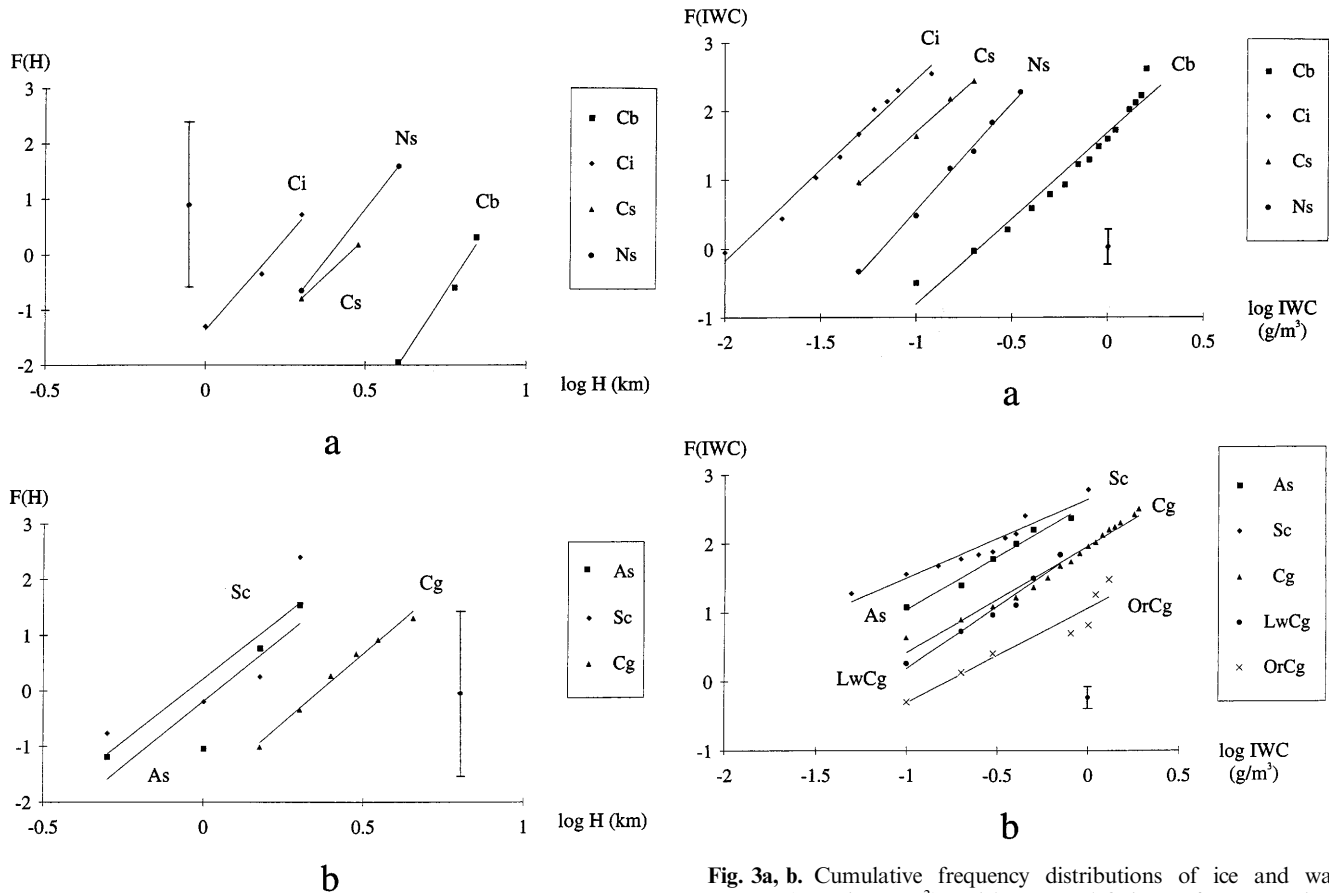 F(H)
3
2
1
0
-1
-2
-0.5
0
0.5
1
log H (km)
Ci
Ns
Cs
Cb
Cb
Ci
Cs
Ns
a
F(H)
3
2
1
0
-1
-2
-0.5
0
0.5
1
log H (km)
Sc
As
Cg
As
Sc
Cg
b
F(IWC)
3
2
1
0
-1
-2
-1.5
-1
-0.5
0
0.5
log IWC
(g/m³)
Ci
Cs
Ns
Cb
Cb
Ci
Cs
Ns
a
F(IWC)
3
2
1
0
-1
-2
-1.5
-1
-0.5
0
0.5
log IWC
(g/m³)
Sc
Cg
As
OrCg
LwCg
As
Sc
Cg
LwCg
OrCg
b
Fig. 3a, b. Cumulative frequency distributions of ice and wa